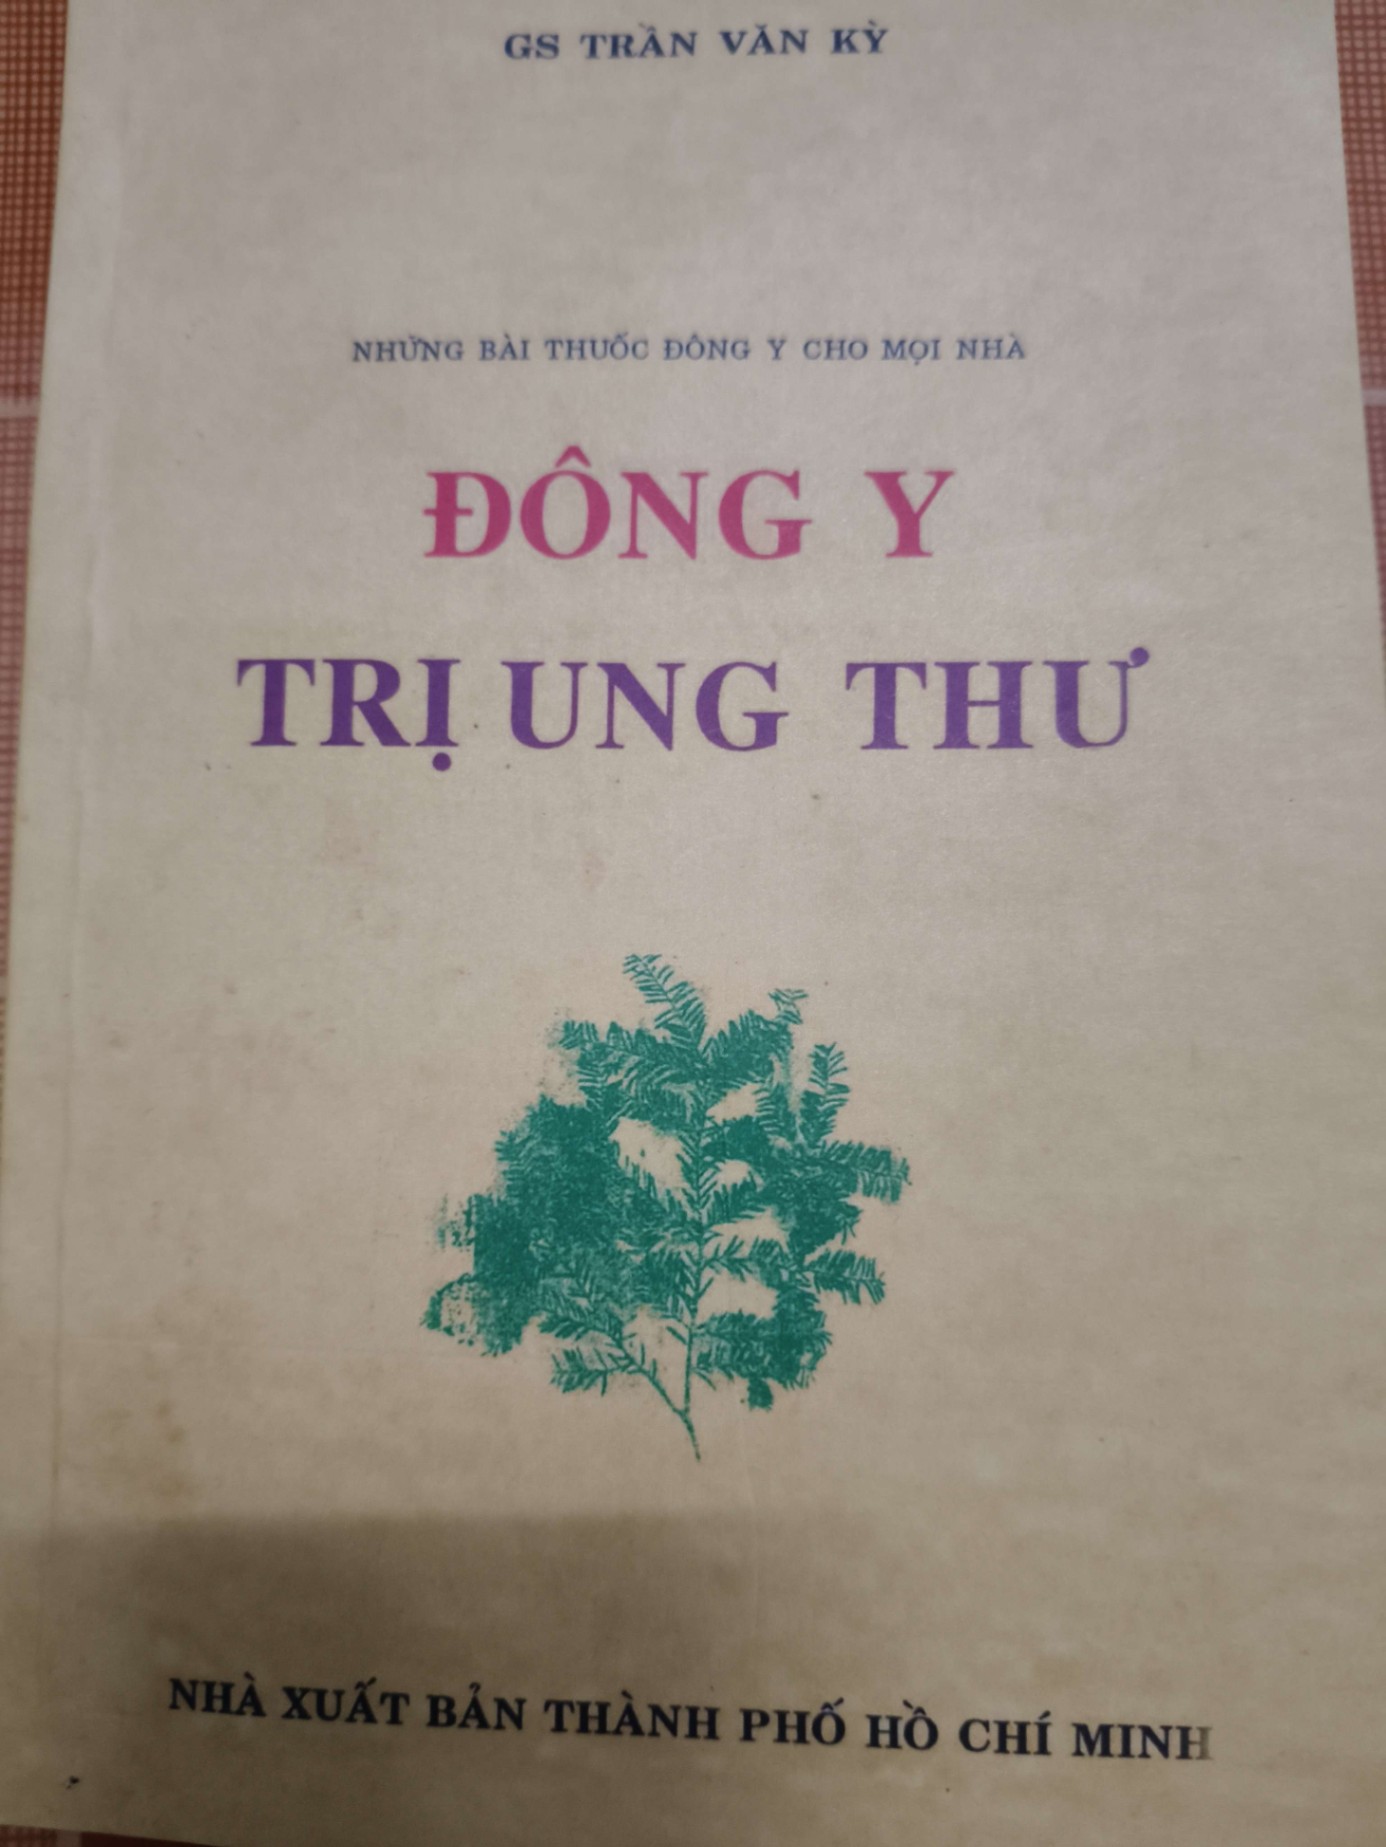 GS TRẦN VĂN KỲ
NHỮNG BÀI THUỐC ĐÔNG Y CHO MỌI NHÀ
ĐÔNG Y
TRỊ UNG THƯ
NHÀ XUẤT BẢN THÀNH PHỐ HỒ CHÍ MINH